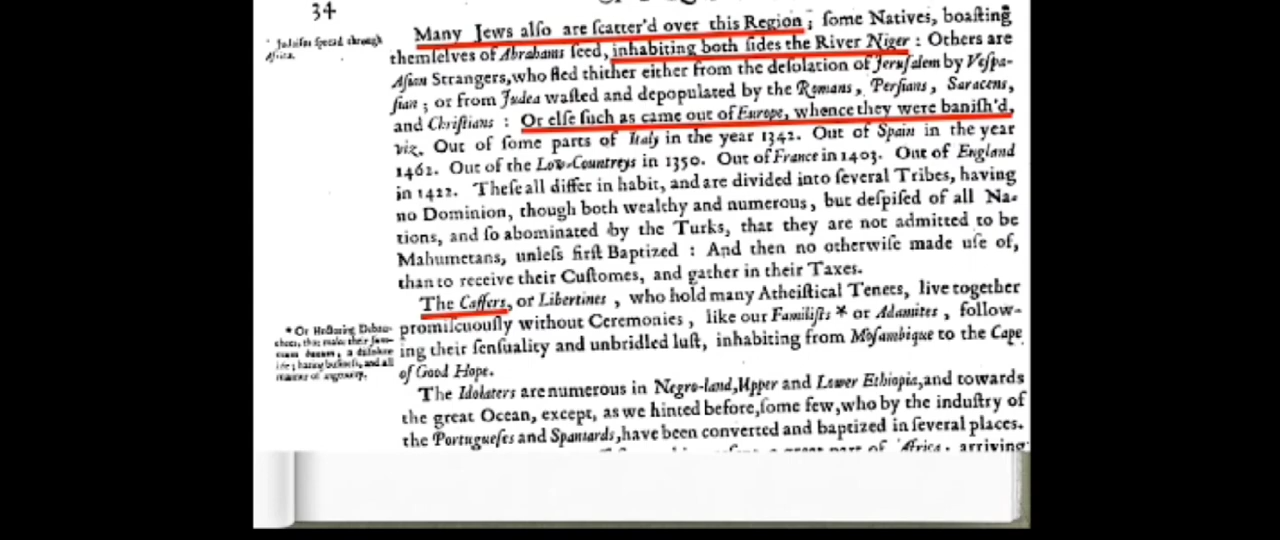 34
Many Jews alſo are ſcatter'd over this Region; ſome Natives, boaſting
* Judaiſm ſpread through
Africa.
themſelves of Abrahams ſeed, inhabiting both ſides the River Niger : Others are
Aſian Strangers, who fled thither either from the deſolation of Jeruſalem by Veſpa-
ſian ; or from Judea waſted and depopulated by the Romans, Perſians, Saracens,
and Chriſtians : Or elſe ſuch as came out of Europe, whence they were baniſh'd,
viz. Out of ſome parts of Italy in the year 1342. Out of Spain in the year
1462. Out of the Low-Countreys in 1350. Out of France in 1403. Out of England
in 1422. Theſe all differ in habit, and are divided into ſeveral Tribes, having
no Dominion, though both wealthy and numerous, but deſpiſed of all Na-
tions, and ſo abominated by the Turks, that they are not admitted to be
Mahumetans, unleſs firſt Baptized : And then no otherwiſe made uſe of,
than to receive their Cuſtomes, and gather in their Taxes.
The Caffers, or Libertines, who hold many Atheiſtical Tenets, live together
promiſcuouſly without Ceremonies, like our Familiſts * or Adamites, follow-
* Or Hectoring Debau-
ing their ſenſuality and unbridled luſt, inhabiting from Moſambique to the Cape
of Good Hope.
The Idolaters are numerous in Negro-land, Upper and Lower Ethiopia, and towards
the great Ocean, except, as we hinted before, ſome few, who by the induſtry of
the Portugueſes and Spaniards, have been converted and baptized in ſeveral places.
great part of Africa, arriving